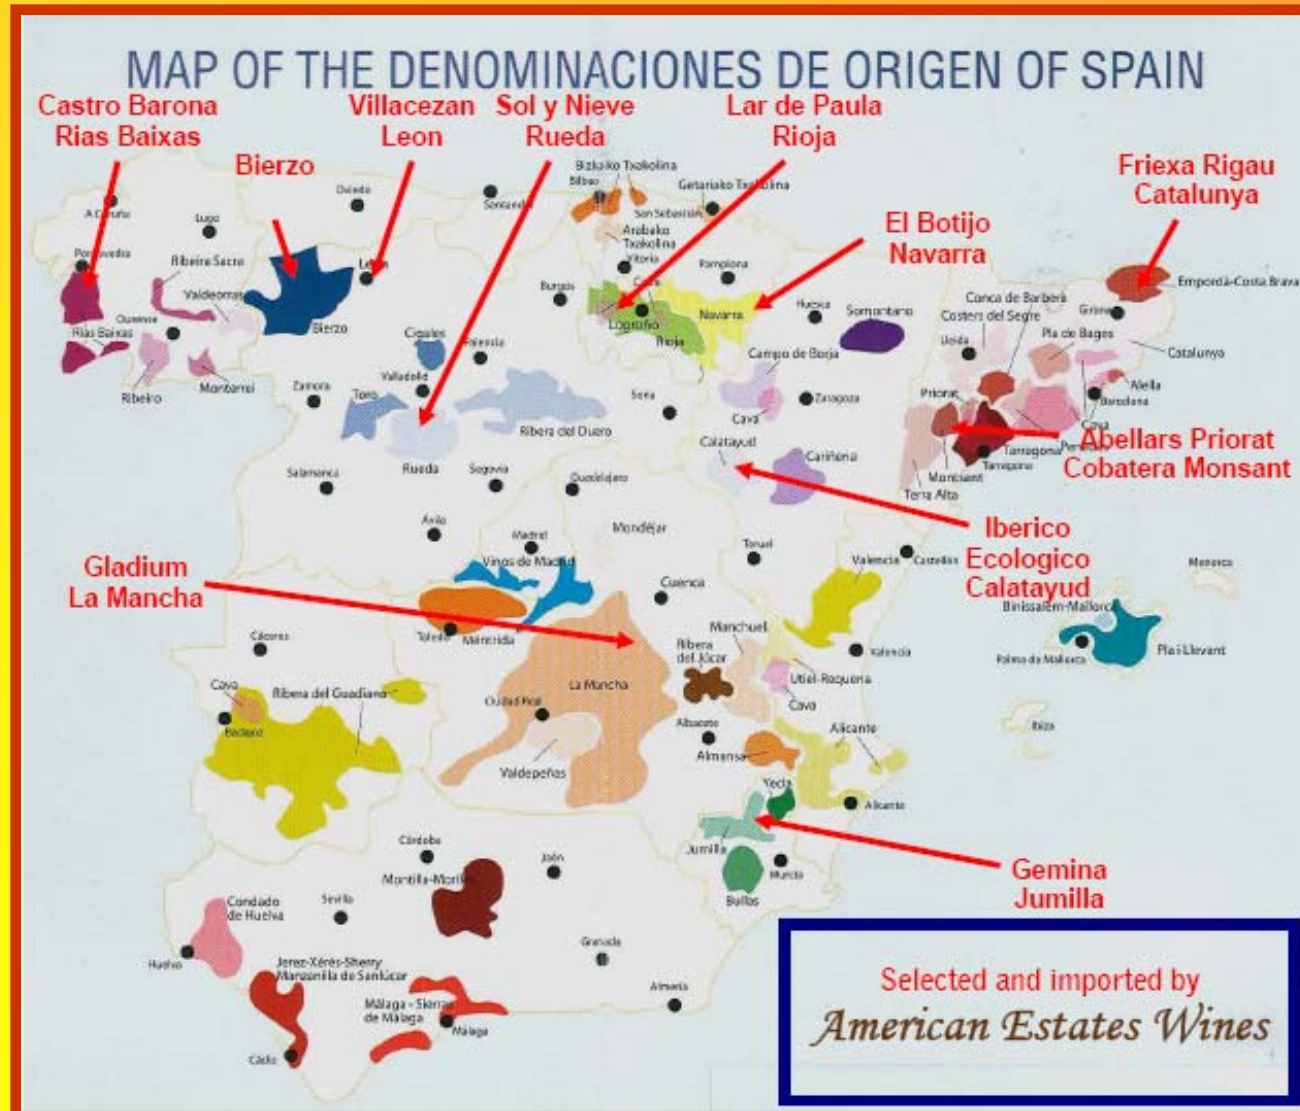 MAP OF THE DENOMINACIONES DE ORIGEN OF SPAIN
Castro Barona
Rias Baixas
Villacezan
Leon
Sol y Nieve
Rueda
Lar de Paula
Rioja
Bierzo
Friexa Rigau
Catalunya
El Botijo
Navarra
Bizkaiko Txakolina
Bilbao
Getariako Txakolina
Oviedo
Santander
San Sebastián
A Coruña
Lugo
Arabako
Txakolina
Vitoria
Pamplona
Pontevedra
Ribeira Sacra
León
Valdeorras
Burgos
Cava
Huesca
Somontano
Navarra
Conca de Barberá
Costers del Segre
Empordà-Costa Brava
Girona
Ourense
Bierzo
Logroño
Rioja
Pla de Bages
Rías Baixas
Cigales
Palencia
Lleida
Catalunya
Campo de Borja
Ribeiro
Monterrei
Zamora
Valladolid
Toro
Soria
Zaragoza
Priorat
Alella
Barcelona
Cava
Cava
Ribera del Duero
Calatayud
Abellars Priorat
Cobatera Monsant
Tarragona
Tarragona
Rueda
Segovia
Cariñena
Salamanca
Guadalajara
Montsant
Terra Alta
Avila
Madrid
Mondéjar
Teruel
Iberico
Ecologico
Calatayud
Vinos de Madrid
Valencia
Castellón
Menorca
Gladium
La Mancha
Cuenca
Binissalem-Mallorca
Toledo
Méntrida
Manchuel
Cáceres
Ribera
del Júcar
Valencia
Palma de Mallorca
Pla i Llevant
Utiel-Requena
Cava
Ribera del Guadiana
La Mancha
Ciudad Real
Cava
Badajoz
Albacete
Alicante
Ibiza
Almansa
Valdepeñas
Yecla
Alicante
Jumilla
Murcia
Gemina
Jumilla
Córdoba
Jaén
Montilla-Moriles
Bullas
Condado
de Huelva
Sevilla
Granada
Huelva
Jerez-Xérès-Sherry
Manzanilla de Sanlúcar
Almería
Málaga - Sierras
de Málaga
Málaga
Cádiz
Selected and imported by
American Estates Wines